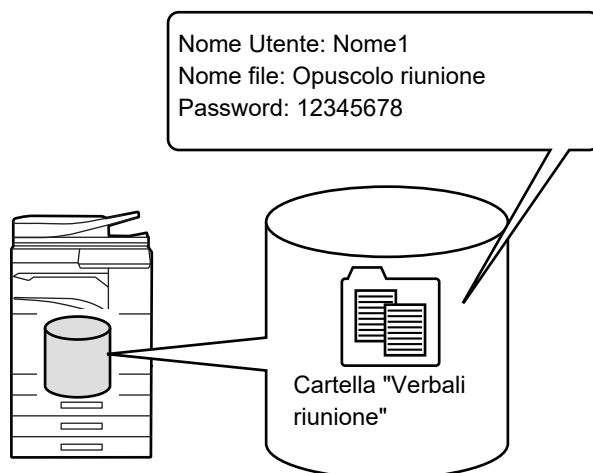 Nome Utente: Nome1
Nome file: Opuscolo riunione
Password: 12345678
Cartella "Verbali
riunione"